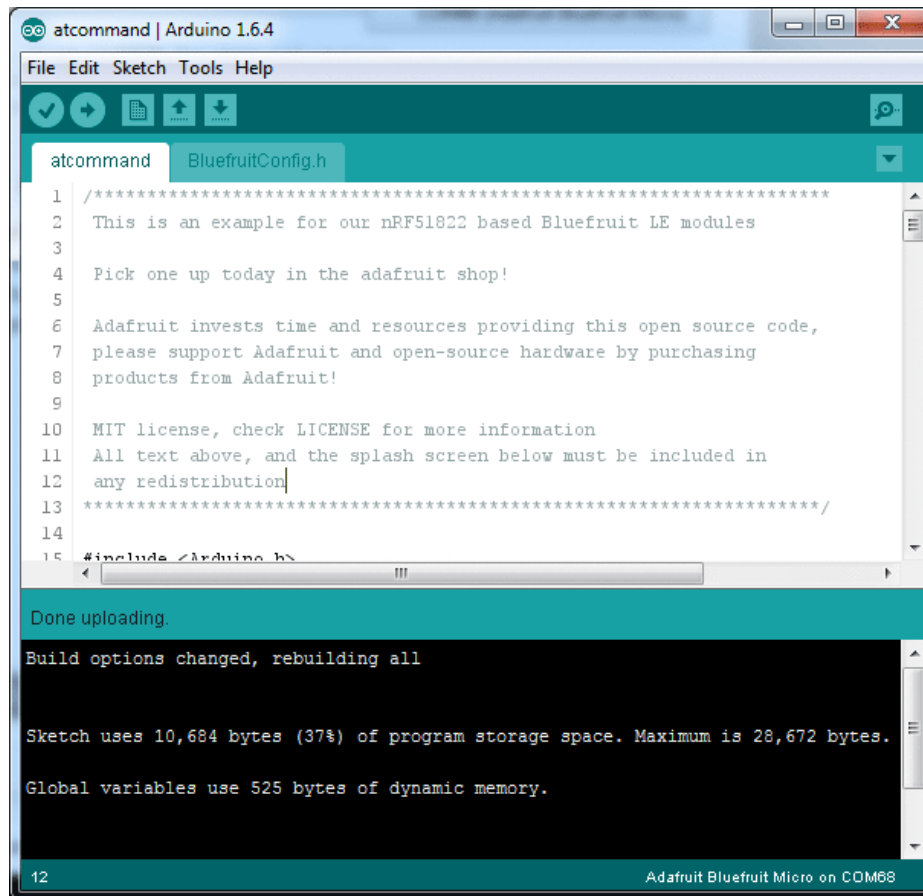 atcommand | Arduino 1.6.4
File Edit Sketch Tools Help
atcommand BluefruitConfig.h
1 /*********************************************************************
2 This is an example for our nRF51822 based Bluefruit LE modules
3
4 Pick one up today in the adafruit shop!
5
6 Adafruit invests time and resources providing this open source code,
7 please support Adafruit and open-source hardware by purchasing
8 products from Adafruit!
9
10 MIT license, check LICENSE for more information
11 All text above, and the splash screen below must be included in
12 any redistribution
13 *********************************************************************/
14
15 #include <Arduino.h>
Done uploading.
Build options changed, rebuilding all
Sketch uses 10,684 bytes (37%) of program storage space. Maximum is 28,672 bytes.
Global variables use 525 bytes of dynamic memory.
12 Adafruit Bluefruit Micro on COM68